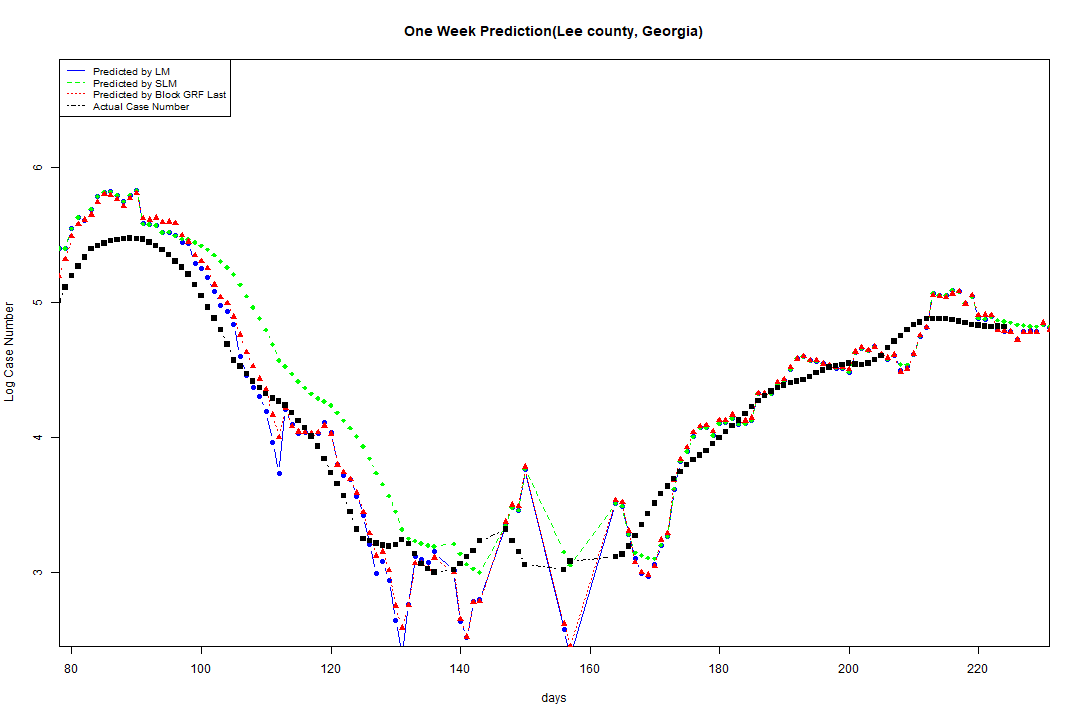 One Week Prediction(Lee county, Georgia)
Predicted by LM
Predicted by SLM
Predicted by Block GRF Last
Actual Case Number
6
5
4
3
Log Case Number
80 100 120 140 160 180 200 220
days